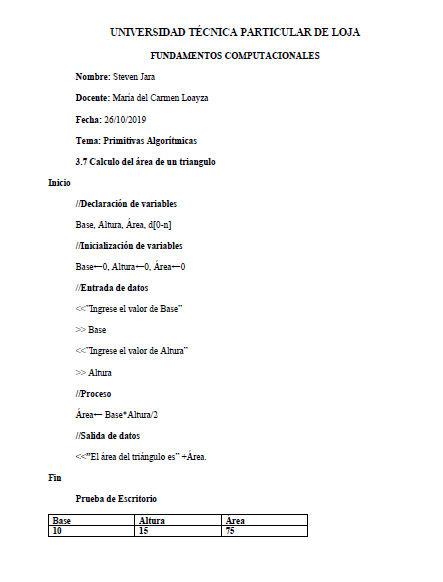 UNIVERSIDAD TÉCNICA PARTICULAR DE LOJA
FUNDAMENTOS COMPUTACIONALES
Nombre: Steven Jara
Docente: María del Carmen Loayza
Fecha: 26/10/2019
Tema: Primitivas Algorítmicas
3.7 Calculo del área de un triangulo
Inicio
//Declaración de variables
Base, Altura, Área, d[0-n]
//Inicialización de variables
Base←0, Altura←0, Área←0
//Entrada de datos
<<"Ingrese el valor de Base"
>> Base
<<"Ingrese el valor de Altura"
>> Altura
//Proceso
Área← Base*Altura/2
//Salida de datos
<<"El área del triángulo es" +Área.
Fin
Prueba de Escritorio
Base Altura Área
10 15 75